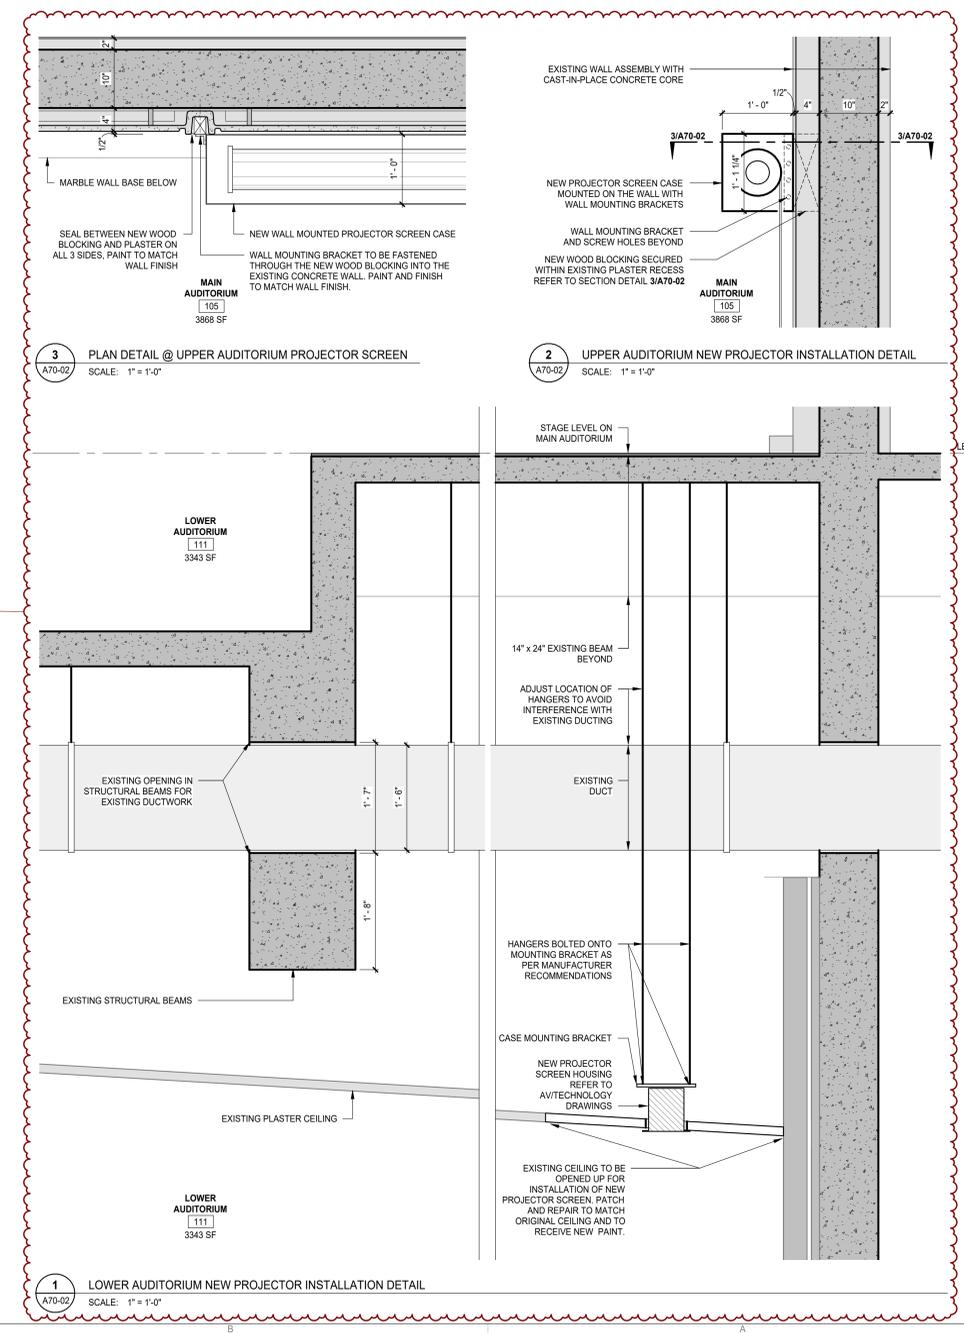 2"
10"
4"
1/2"
1' - 0"
MARBLE WALL BASE BELOW
SEAL BETWEEN NEW WOOD
BLOCKING AND PLASTER ON
ALL 3 SIDES, PAINT TO MATCH
WALL FINISH
NEW WALL MOUNTED PROJECTOR SCREEN CASE
WALL MOUNTING BRACKET TO BE FASTENED
THROUGH THE NEW WOOD BLOCKING INTO THE
EXISTING CONCRETE WALL. PAINT AND FINISH
TO MATCH WALL FINISH.
MAIN
AUDITORIUM
105
3868 SF
3
A70-02
PLAN DETAIL @ UPPER AUDITORIUM PROJECTOR SCREEN
SCALE: 1" = 1'-0"
EXISTING WALL ASSEMBLY WITH
CAST-IN-PLACE CONCRETE CORE
1/2"
1' - 0"
4"
10"
2"
3/A70-02
3/A70-02
1' - 1 1/4"
NEW PROJECTOR SCREEN CASE
MOUNTED ON THE WALL WITH
WALL MOUNTING BRACKETS
WALL MOUNTING BRACKET
AND SCREW HOLES BEYOND
NEW WOOD BLOCKING SECURED
WITHIN EXISTING PLASTER RECESS
REFER TO SECTION DETAIL 3/A70-02
MAIN
AUDITORIUM
105
3868 SF
2
A70-02
UPPER AUDITORIUM NEW PROJECTOR INSTALLATION DETAIL
SCALE: 1" = 1'-0"
STAGE LEVEL ON
MAIN AUDITORIUM
LE
LOWER
AUDITORIUM
111
3343 SF
14" x 24" EXISTING BEAM
BEYOND
ADJUST LOCATION OF
HANGERS TO AVOID
INTERFERENCE WITH
EXISTING DUCTING
EXISTING OPENING IN
STRUCTURAL BEAMS FOR
EXISTING DUCTWORK
1' - 7"
1' - 6"
EXISTING
DUCT
1' - 8"
HANGERS BOLTED ONTO
MOUNTING BRACKET AS
PER MANUFACTURER
RECOMMENDATIONS
EXISTING STRUCTURAL BEAMS
CASE MOUNTING BRACKET
NEW PROJECTOR
SCREEN HOUSING
REFER TO
AV/TECHNOLOGY
DRAWINGS
EXISTING PLASTER CEILING
EXISTING CEILING TO BE
OPENED UP FOR
INSTALLATION OF NEW
PROJECTOR SCREEN. PATCH
AND REPAIR TO MATCH
ORIGINAL CEILING AND TO
RECEIVE NEW PAINT.
LOWER
AUDITORIUM
111
3343 SF
1
A70-02
LOWER AUDITORIUM NEW PROJECTOR INSTALLATION DETAIL
SCALE: 1" = 1'-0"
B
A